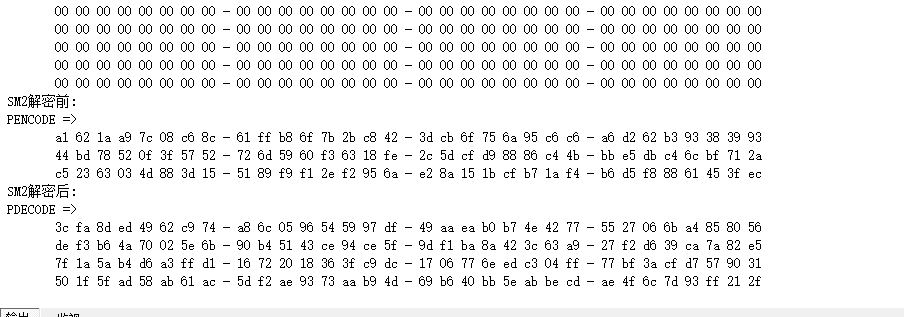 00 00 00 00 00 00 00 00 - 00 00 00 00 00 00 00 00 - 00 00 00 00 00 00 00 00 - 00 00 00 00 00 00 00 00
00 00 00 00 00 00 00 00 - 00 00 00 00 00 00 00 00 - 00 00 00 00 00 00 00 00 - 00 00 00 00 00 00 00 00
00 00 00 00 00 00 00 00 - 00 00 00 00 00 00 00 00 - 00 00 00 00 00 00 00 00 - 00 00 00 00 00 00 00 00
00 00 00 00 00 00 00 00 - 00 00 00 00 00 00 00 00 - 00 00 00 00 00 00 00 00 - 00 00 00 00 00 00 00 00
00 00 00 00 00 00 00 00 - 00 00 00 00 00 00 00 00 - 00 00 00 00 00 00 00 00 - 00 00 00 00 00 00 00 00
SM2解密前:
PENCODE =>
a1 62 1a a9 7c 08 c6 8c - 61 ff b8 6f 7b 2b c8 42 - 3d cb 6f 75 6a 95 c6 c6 - a6 d2 62 b3 93 38 39 93
44 bd 78 52 0f 3f 57 52 - 72 6d 59 60 f3 63 18 fe - 2c 5d cf d9 88 86 c4 4b - bb e5 db c4 6c bf 71 2a
c5 23 63 03 4d 88 3d 15 - 51 89 f9 f1 2e f2 95 6a - e2 8a 15 1b cf b7 1a f4 - b6 d5 f8 88 61 45 3f ec
SM2解密后:
PDECODE =>
3c fa 8d ed 49 62 c9 74 - a8 6c 05 96 54 59 97 df - 49 aa ea b0 b7 4e 42 77 - 55 27 06 6b a4 85 80 56
de f3 b6 4a 70 02 5e 6b - 90 b4 51 43 ce 94 ce 5f - 9d f1 ba 8a 42 3c 63 a9 - 27 f2 d6 39 ca 7a 82 e5
7f 1a 5a b4 d6 a3 ff d1 - 16 72 20 18 36 3f c9 dc - 17 06 77 6e ed c3 04 ff - 77 bf 3a cf d7 57 90 31
50 1f 5f ad 58 ab 61 ac - 5d f2 ae 93 73 aa b9 4d - 69 b6 40 bb 5e ab be cd - ae 4f 6c 7d 93 ff 21 2f